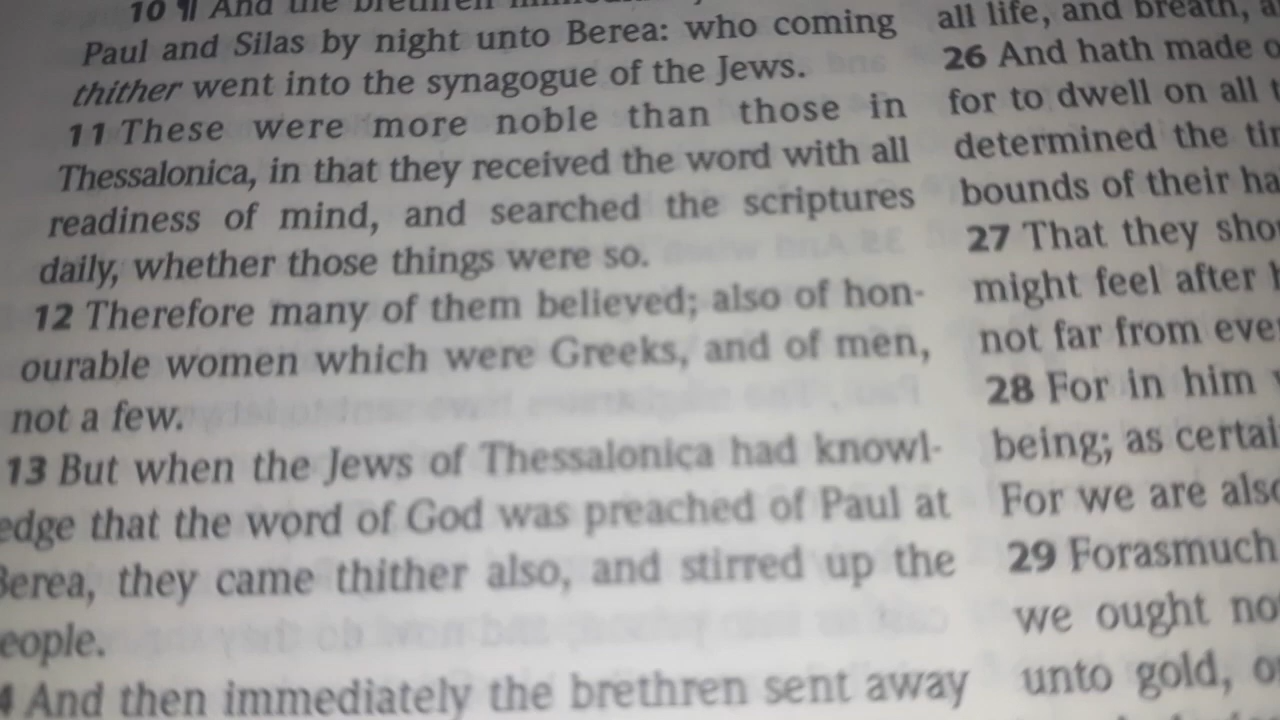 10 ¶ And the brethren
Paul and Silas by night unto Berea: who coming
thither went into the synagogue of the Jews.
11 These were more noble than those in
Thessalonica, in that they received the word with all
readiness of mind, and searched the scriptures
daily, whether those things were so.
12 Therefore many of them believed; also of hon-
ourable women which were Greeks, and of men,
not a few.
13 But when the Jews of Thessalonica had knowl-
edge that the word of God was preached of Paul at
Berea, they came thither also, and stirred up the
eople.
4 And then immediately the brethren sent away
all life, and breath,
26 And hath made
for to dwell on all
determined the
bounds of their
27 That they
might feel after
not far from
28 For in him
being; as
For we are
29 Forasmuch
we ought
unto gold,